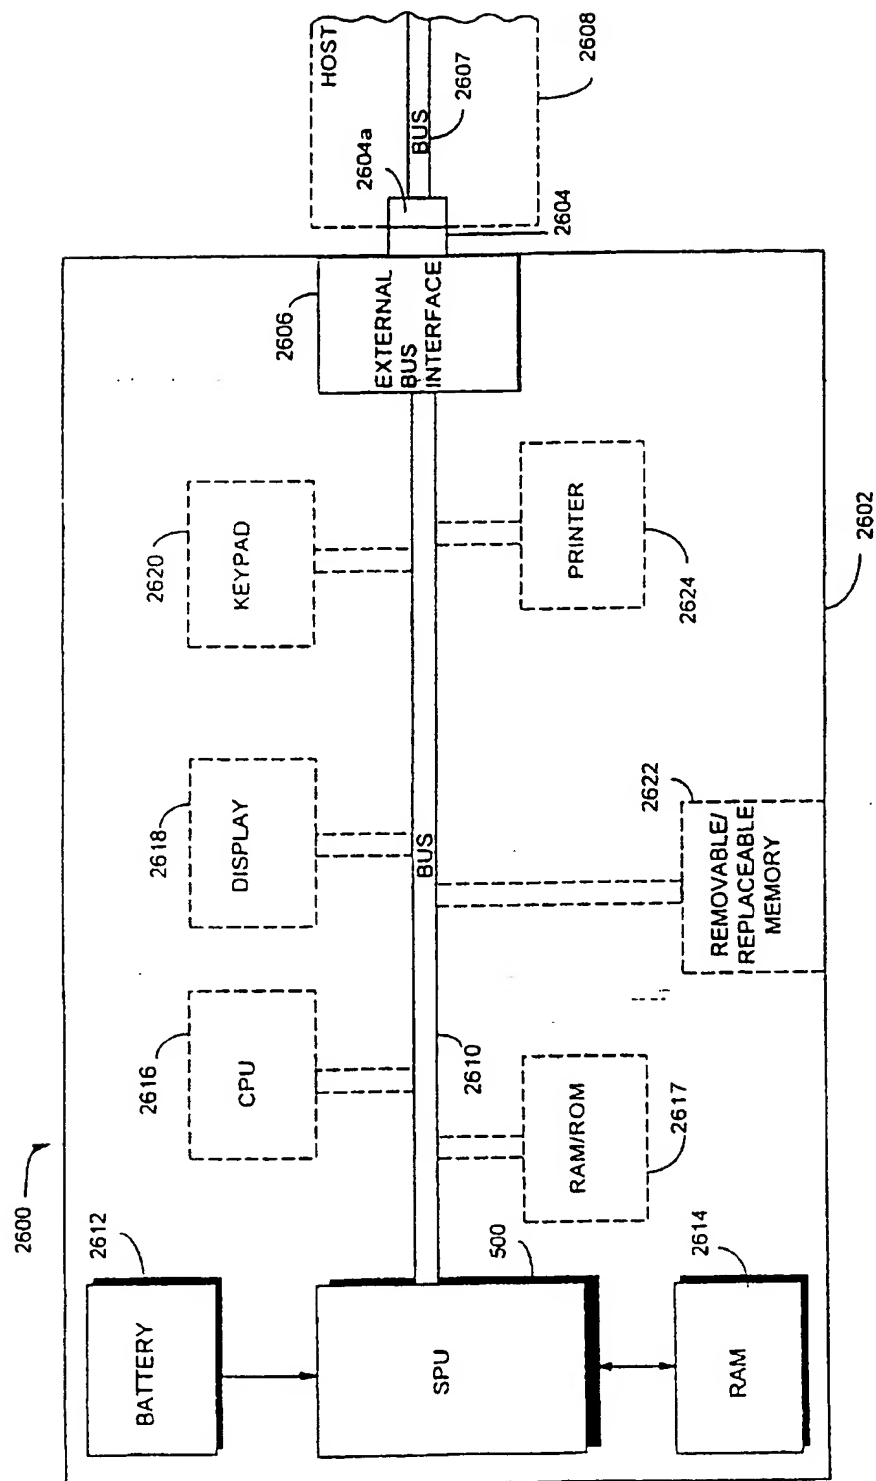 2600
BATTERY
2612
SPU
500
RAM
2614
CPU
2616
RAM/ROM
2617
BUS
2610
DISPLAY
2618
REMOVABLE/
REPLACEABLE
MEMORY
2622
KEYPAD
2620
PRINTER
2624
2602
EXTERNAL
BUS
INTERFACE
2606
2604
2604a
HOST
BUS
2607
2608